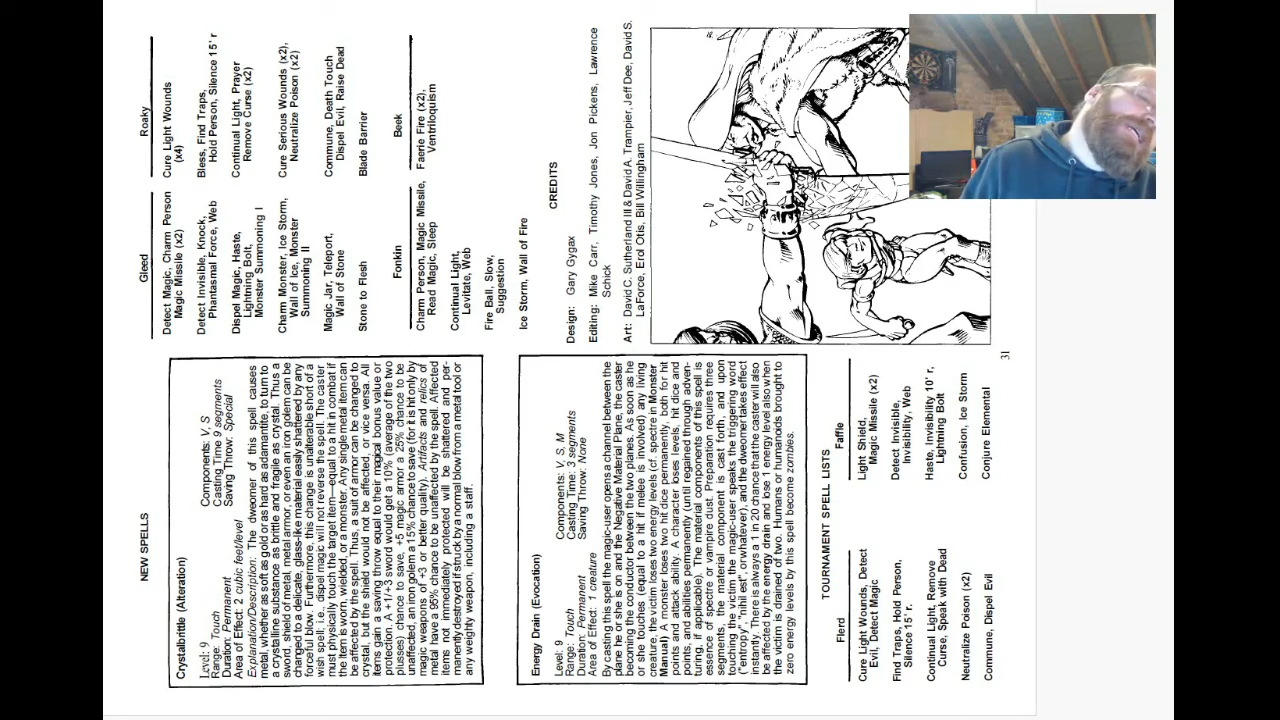 NEW SPELLS
Crystalbrittle (Alteration)
Level: 9
Components: V, S
Range: Touch
Casting Time 9 segments
Duration: Permanent
Saving Throw: Special
Area of Effect: 2 cubic feet/level
Explanation/Description: The dweomer of this spell causes
metal, whether as soft as gold or as hard as adamantite, to turn to
a crystalline substance as brittle and fragile as crystal. Thus a
sword, shield of metal, metal armor, or even an iron golem can be
changed to a delicate, glass-like material easily shattered by any
forceful blow. Furthermore, this change is unalterable short of a
wish spell; i.e., dispel magic will not reverse the spell. The caster
must physically touch the target item—equal to a hit in combat if
the item is worn, wielded, or a monster. Any single metal item can
be affected by the spell. Thus, a suit of armor can be changed to
crystal, but the shield would not be affected, or vice versa. All
items gain a saving throw equal to their magical bonus value or
protection. A +1/+3 sword would get a 10% (average of the two
plusses) chance to save, +5 magic armor a 25% chance to be
unaffected, an iron golem a 15% chance to save (for it is hit only by
magic weapons of +3 or better quality). Artifacts and relics of
metal have a 95% chance to be unaffected by the spell. Affected
items not immediately protected will be shattered and per-
manently destroyed if struck by a normal blow from a metal tool or
any weighty weapon, including a staff.
Energy Drain (Evocation)
Level: 9
Components: V, S, M
Range: Touch
Casting Time: 3 segments
Duration: Permanent
Saving Throw: None
Area of Effect: 1 creature
By casting this spell the magic-user opens a channel between the
plane he or she is on and the Negative Material Plane, the caster
becoming the conductor between the two planes. As soon as he
or she touches (equal to a hit if melee is involved) any living
creature, the victim loses two energy levels (cf. spectre in Monster
Manual) A monster loses two hit dice permanently, both for hit
points and attack ability. A character loses levels, hit dice and
points, and abilities permanently (until regained through adven-
turing, if applicable). The material components of this spell is
essence of spectre or vampire dust. Preparation requires three
segments, the material component is cast forth, and upon
touching the victim the magic-user speaks the triggering word
("entropy", "nihil est", or whatever), and the dweomer takes effect
instantly. There is always a 1 in 20 chance that the caster will also
be affected by the energy drain and lose 1 energy level also when
the victim is drained of two. Humans or humanoids brought to
zero energy levels by this spell become zombies.
TOURNAMENT SPELL LISTS
Flerd
Cure Light Wounds, Detect
Evil, Detect Magic
Find Traps, Hold Person.
Silence 15' r.
Continual Light, Remove
Curse, Speak with Dead
Neutralize Poison (x2)
Commune, Dispel Evil
Faffle
Light Shield,
Magic Missile (x2)
Detect Invisible,
Invisibility, Web
Haste, Invisibility 10' r,
Lightning Bolt
Confusion, Ice Storm
Conjure Elemental
Gleed
Detect Magic, Charm Person
Magic Missile (x2)
Detect Invisible, Knock,
Phantasmal Force, Web
Dispel Magic, Haste,
Lightning Bolt,
Monster Summoning I
Charm Monster, Ice Storm,
Wall of Ice, Monster
Summoning II
Magic Jar, Teleport,
Wall of Stone
Stone to Flesh
Roaky
Cure Light Wounds
(x4)
Bless, Find Traps,
Hold Person, Silence 15' r
Continual Light, Prayer
Remove Curse (x2)
Cure Serious Wounds (x2),
Neutralize Poison (x2)
Commune, Death Touch
Dispel Evil, Raise Dead
Blade Barrier
Fonkin
Charm Person, Magic Missile,
Read Magic, Sleep
Continual Light,
Levitate, Web
Fire Ball, Slow,
Suggestion
Ice Storm, Wall of Fire
Beek
Faerie Fire (x2),
Ventriloquism
CREDITS
Design: Gary Gygax
Editing: Mike Carr, Timothy Jones, Jon Pickens, Lawrence
Schick
Art: David C. Sutherland III & David A. Trampier, Jeff Dee, David S.
LaForce, Erol Otis, Bill Willingham
31